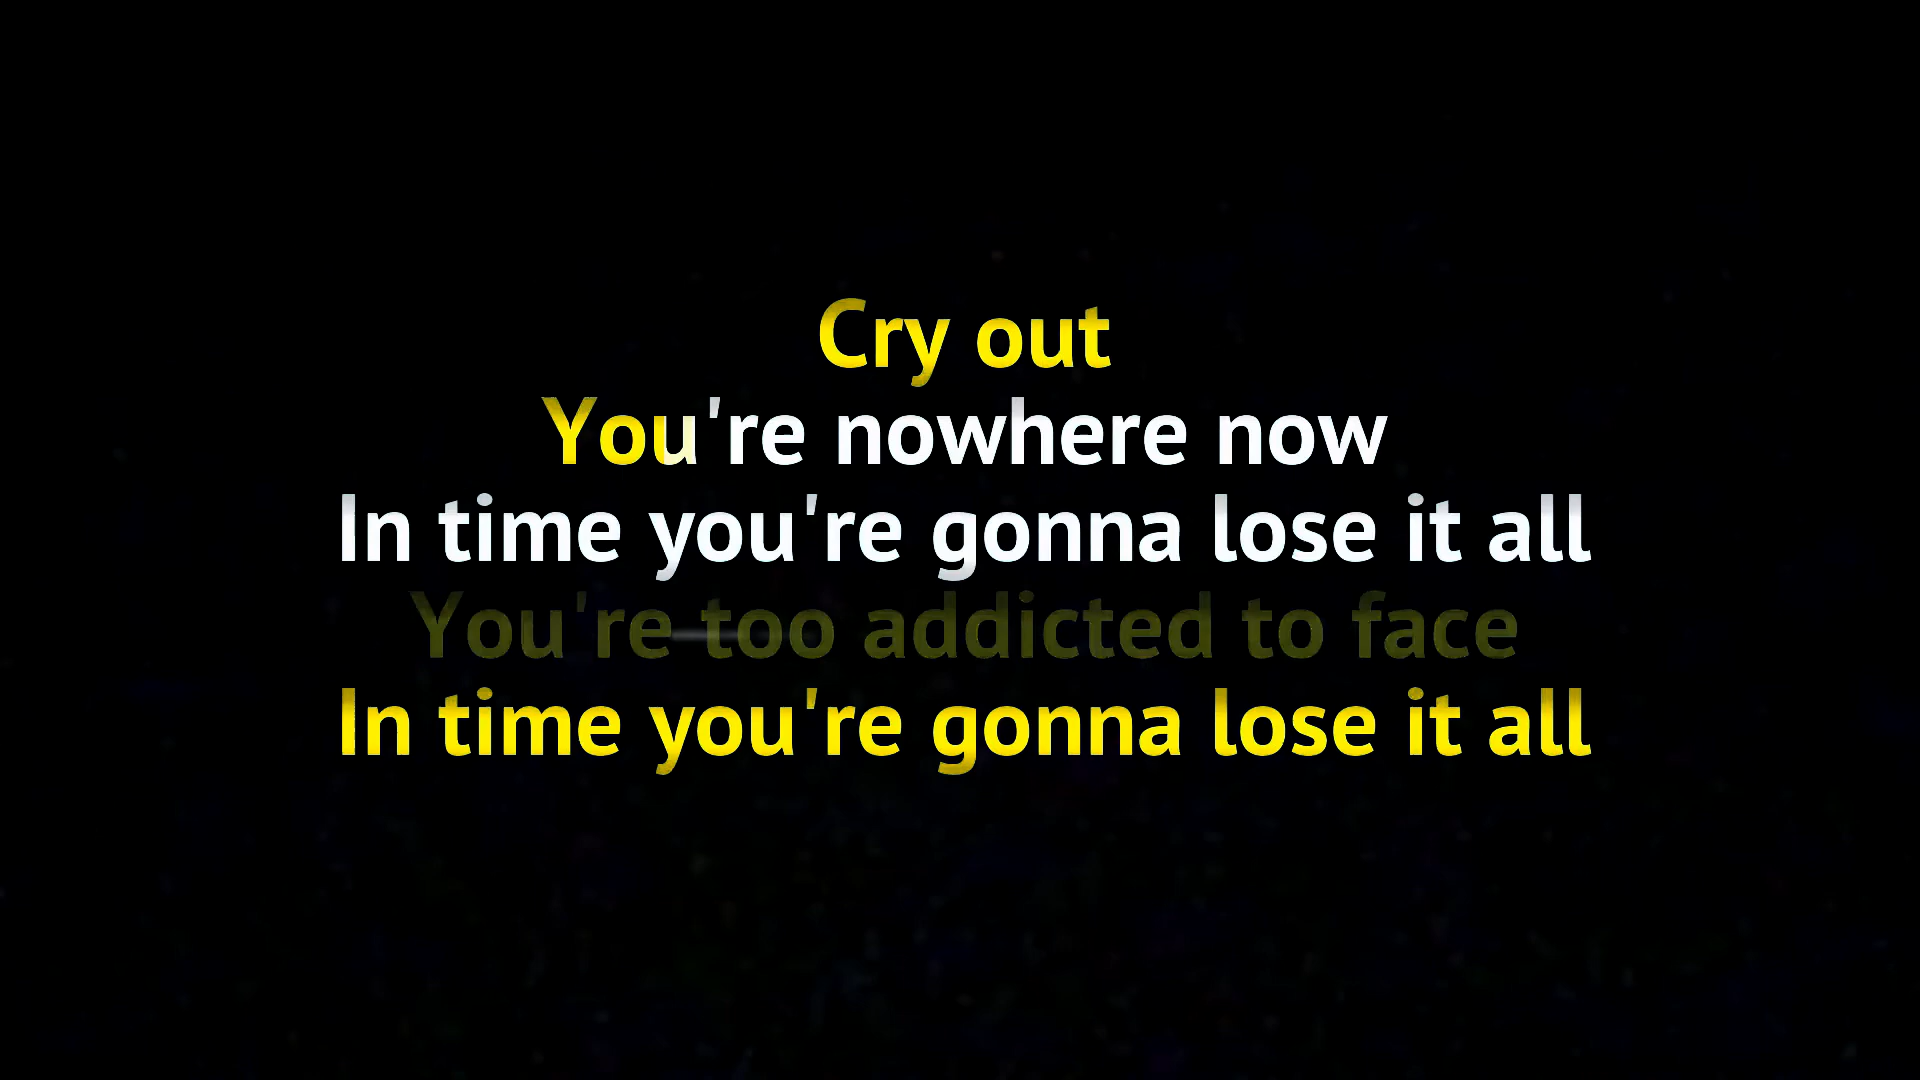 Cry out
You're nowhere now
In time you're gonna lose it all
You're too addicted to face
In time you're gonna lose it all